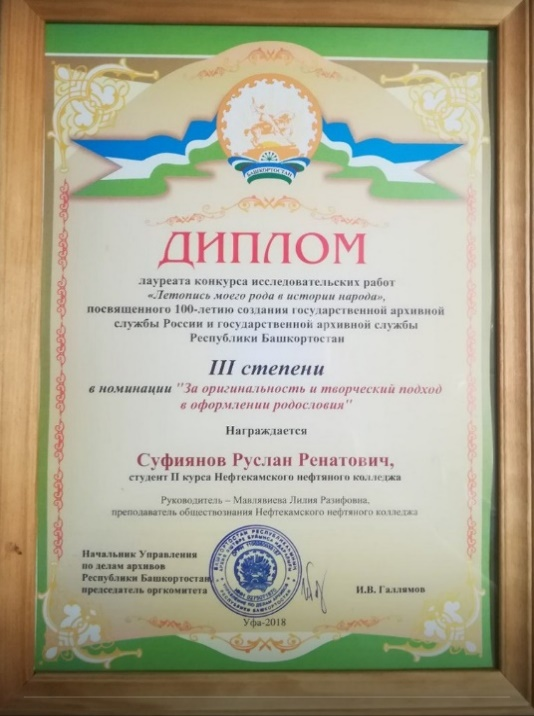 БАШКОРТОСТАН
ДИПЛОМ
лауреата конкурса исследовательских работ
«Летопись моего рода в истории народа»,
посвященного 100-летию создания государственной архивной
службы России и государственной архивной службы
Республики Башкортостан
III степени
в номинации "За оригинальность и творческий подход
в оформлении родословия"
Награждается
Суфиянов Руслан Ренатович,
студент II курса Нефтекамского нефтяного колледжа
Руководитель – Мавлявиева Лилия Разифовна,
преподаватель обществознания Нефтекамского нефтяного колледжа
Начальник Управления
по делам архивов
Республики Башкортостан,
председатель оргкомитета
И.В. Галлямов
Уфа-2018